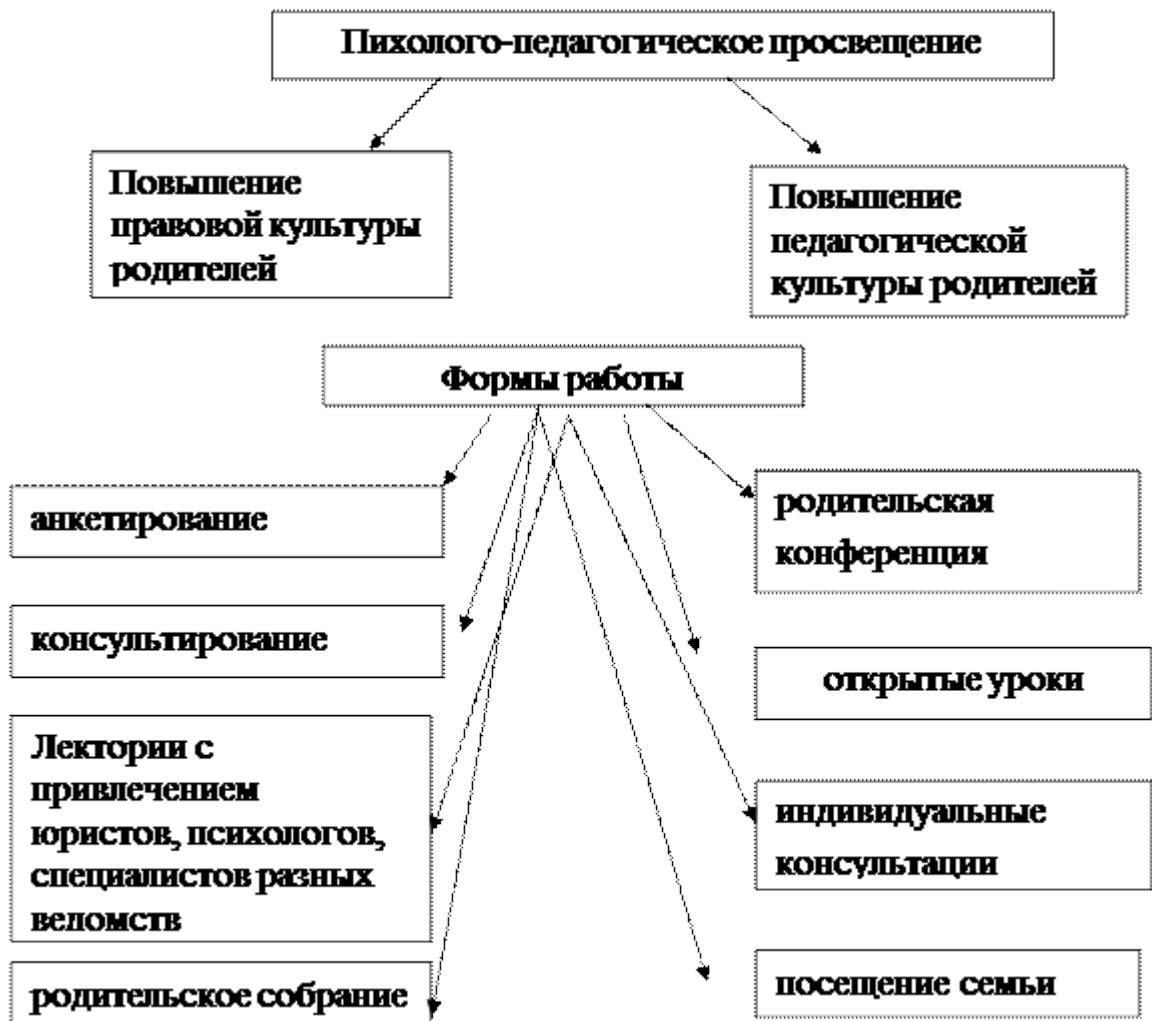 Пихолого-педагогическое просвещение
Повышение
правовой культуры
родителей
Повышение
педагогической
культуры родителей
Формы работы
анкетирование
консультирование
Лектории с
привлечением
юристов, психологов,
специалистов разных
веломств
родительское собрание
родительская
конференция
открытые уроки
индивидуальные
консультации
посещение семьи